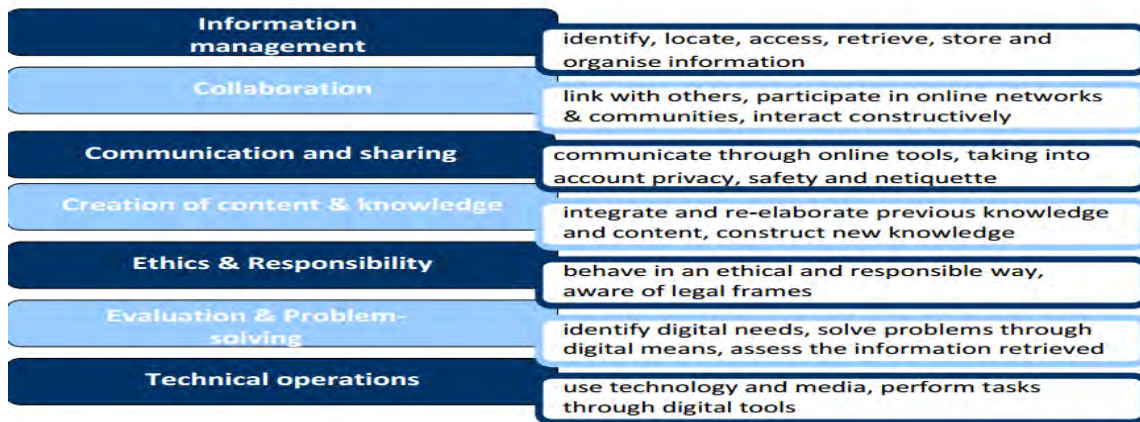 Information
management
identify, locate, access, retrieve, store and
organise information
Collaboration
link with others, participate in online networks
& communities, interact constructively
Communication and sharing
communicate through online tools, taking into
account privacy, safety and netiquette
Creation of content & knowledge
integrate and re-elaborate previous knowledge
and content, construct new knowledge
Ethics & Responsibility
behave in an ethical and responsible way,
aware of legal frames
Evaluation & Problem-
solving
identify digital needs, solve problems through
digital means, assess the information retrieved
Technical operations
use technology and media, perform tasks
through digital tools